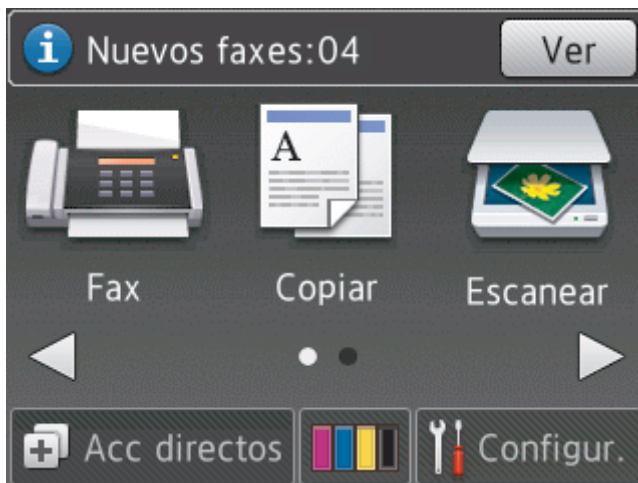 Nuevos faxes:04
Ver
A
Fax
Copiar
Escanear
Acc directos
Configur.